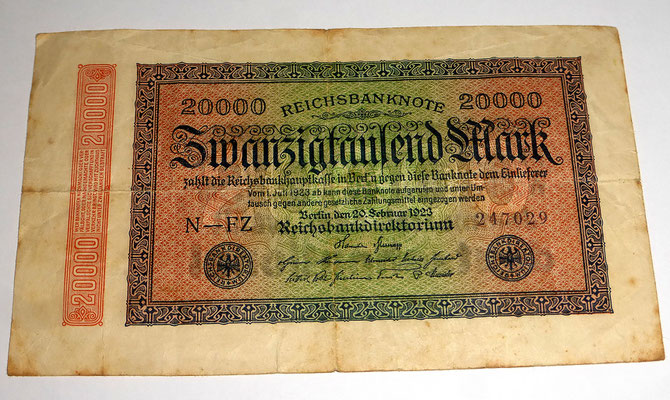 20000
20000
20000 REICHSBANKNOTE 20000
Zwanzigtausend Mark
zahlt die Reichsbankhauptkasse in Berlin gegen diese Banknote dem Einlieferer
Vom 1. Juli 1923 ab kann diese Banknote aufgerufen und unter Um-
tausch gegen andere gesetzliche Zahlungsmittel eingezogen werden
Berlin, den 20. Februar 1923
N—FZ Reichsbankdirektorium 247029